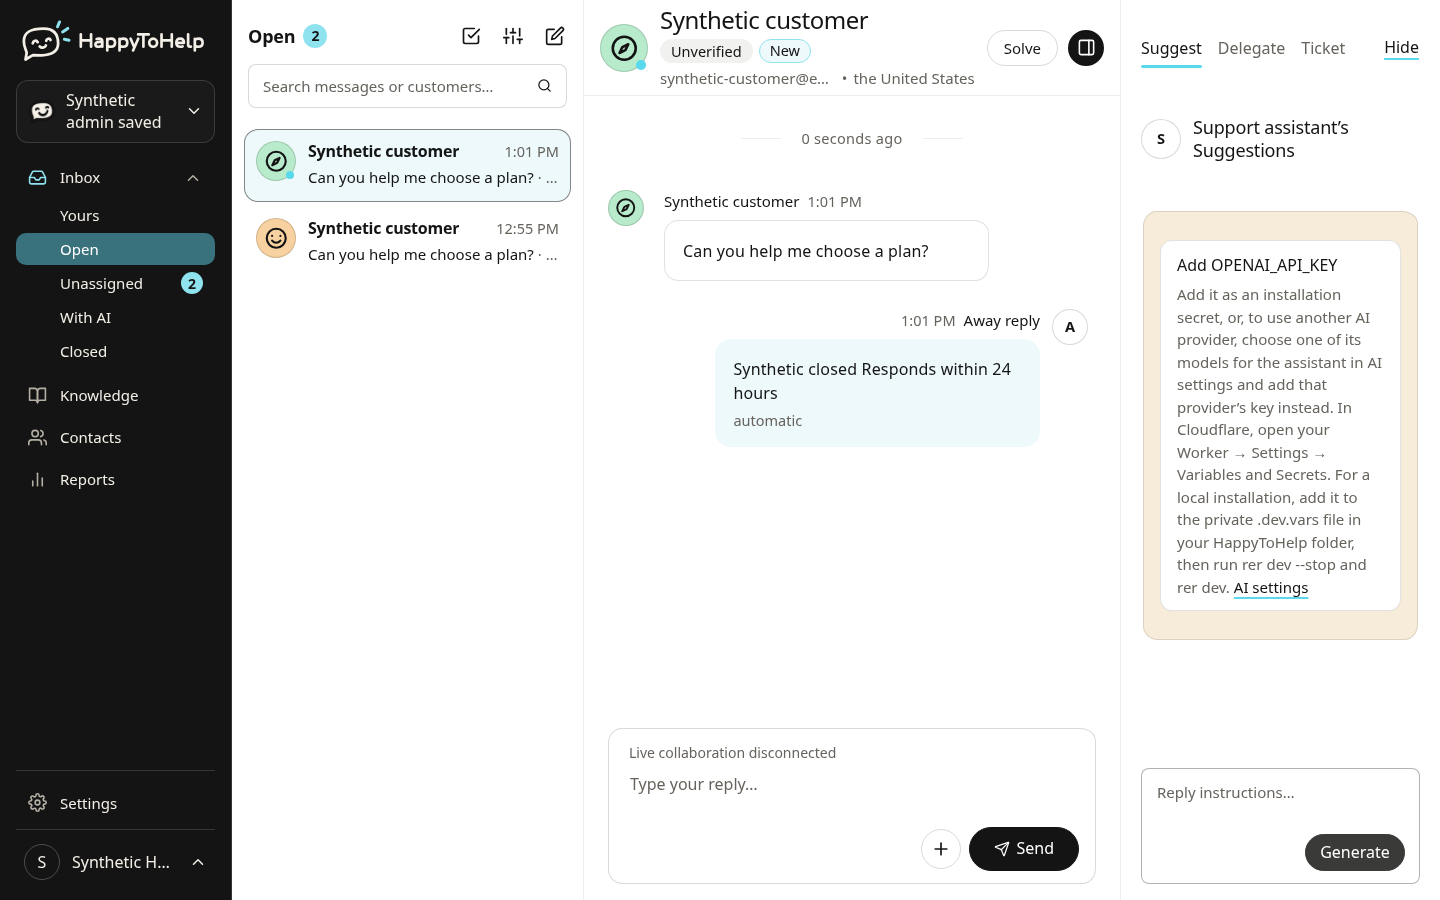 HappyToHelp
Synthetic
admin saved
Inbox
Yours
Open
Unassigned
2
With AI
Closed
Knowledge
Contacts
Reports
Settings
S
Synthetic H...
Open
2
Search messages or customers...
Synthetic customer
1:01 PM
Can you help me choose a plan? · ...
Synthetic customer
12:55 PM
Can you help me choose a plan? · ...
Synthetic customer
Unverified
New
synthetic-customer@e...
• the United States
Solve
0 seconds ago
Synthetic customer 1:01 PM
Can you help me choose a plan?
1:01 PM Away reply
A
Synthetic closed Responds within 24
hours
automatic
Live collaboration disconnected
Type your reply...
Send
Suggest
Delegate
Ticket
Hide
S
Support assistant’s
Suggestions
Add OPENAI_API_KEY
Add it as an installation
secret, or, to use another AI
provider, choose one of its
models for the assistant in AI
settings and add that
provider’s key instead. In
Cloudflare, open your
Worker → Settings →
Variables and Secrets. For a
local installation, add it to
the private .dev.vars file in
your HappyToHelp folder,
then run rer dev --stop and
rer dev. AI settings
Reply instructions...
Generate